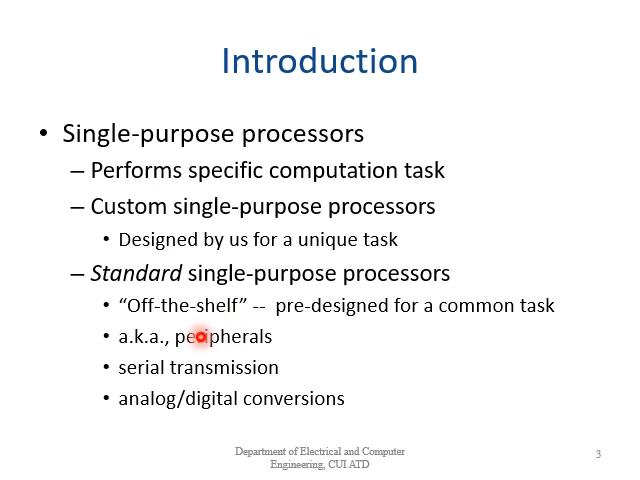 Introduction
• Single-purpose processors
– Performs specific computation task
– Custom single-purpose processors
• Designed by us for a unique task
– Standard single-purpose processors
• “Off-the-shelf” -- pre-designed for a common task
• a.k.a., peripherals
• serial transmission
• analog/digital conversions
Department of Electrical and Computer
Engineering, CUI ATD
3